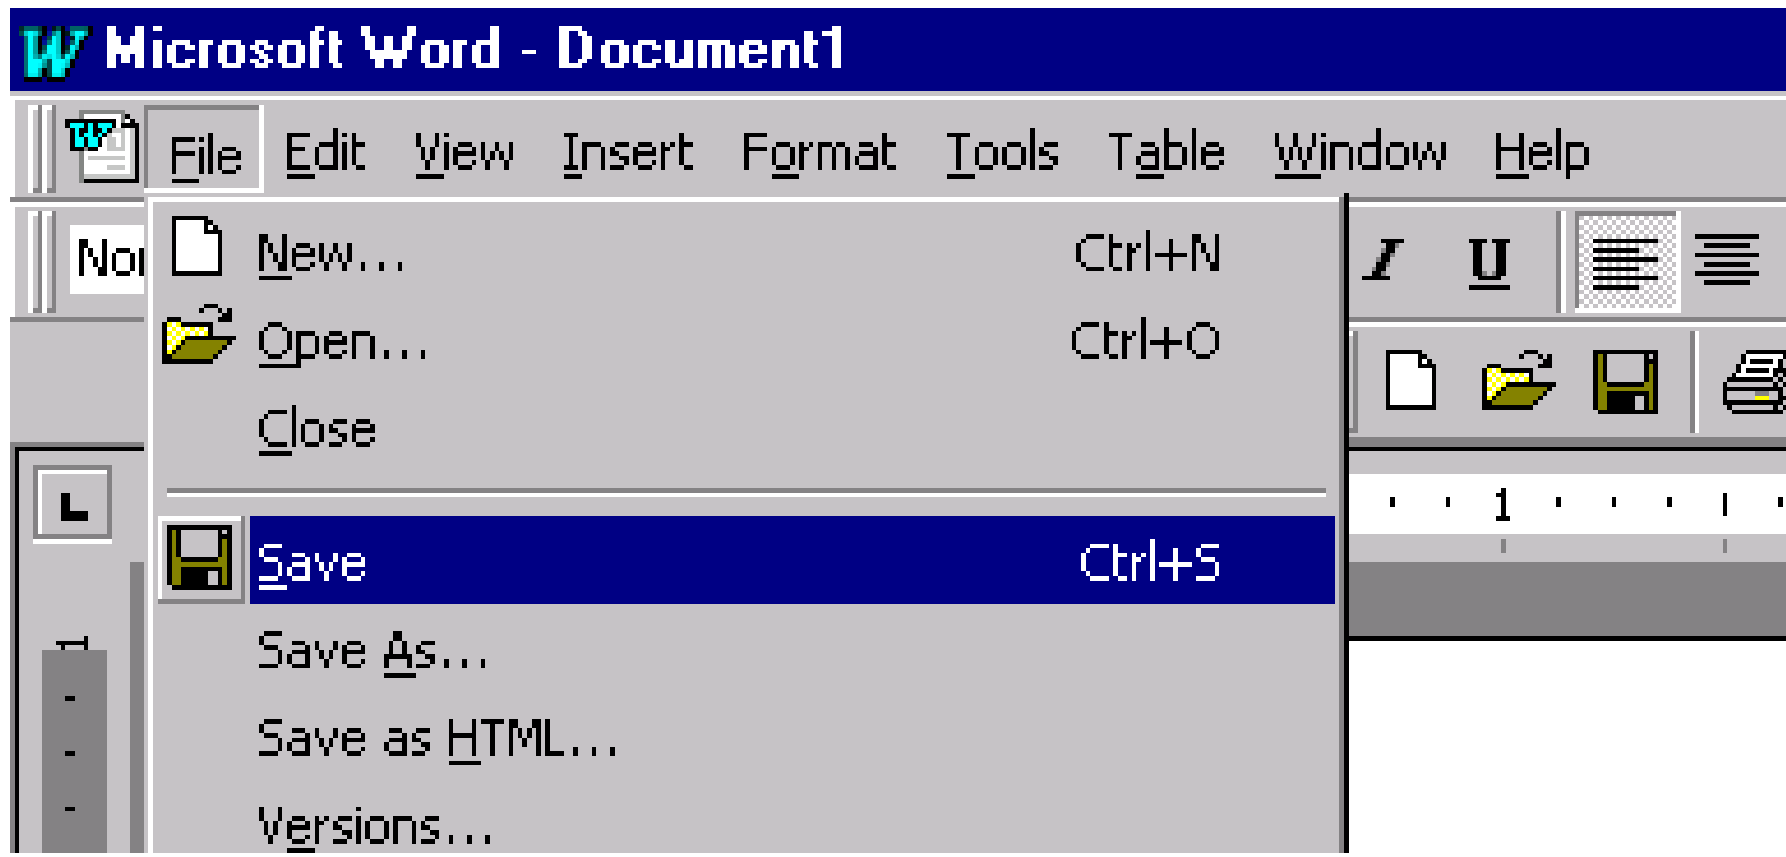 Microsoft Word - Document1
File Edit View Insert Format Tools Table Window Help
New... Ctrl+N
I U
Open... Ctrl+O
Close
1
Save Ctrl+S
1
Save As...
Save as HTML...
Versions...